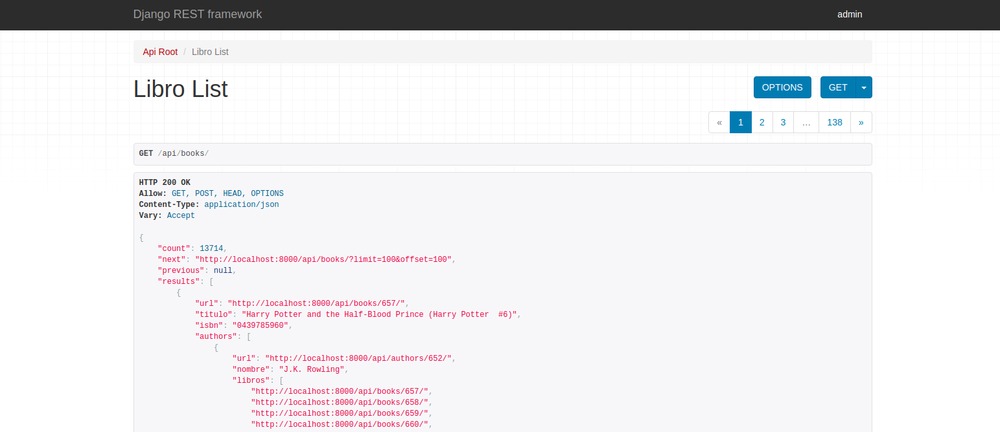 Django REST framework admin
Api Root / Libro List
Libro List OPTIONS GET
« 1 2 3 … 138 »
GET /api/books/
HTTP 200 OK
Allow: GET, POST, HEAD, OPTIONS
Content-Type: application/json
Vary: Accept
{
    "count": 13714,
    "next": "http://localhost:8000/api/books/?limit=100&offset=100",
    "previous": null,
    "results": [
        {
            "url": "http://localhost:8000/api/books/657/",
            "titulo": "Harry Potter and the Half-Blood Prince (Harry Potter  #6)",
            "isbn": "0439785960",
            "authors": [
                {
                    "url": "http://localhost:8000/api/authors/652/",
                    "nombre": "J.K. Rowling",
                    "libros": [
                        "http://localhost:8000/api/books/657/",
                        "http://localhost:8000/api/books/658/",
                        "http://localhost:8000/api/books/659/",
                        "http://localhost:8000/api/books/660/",